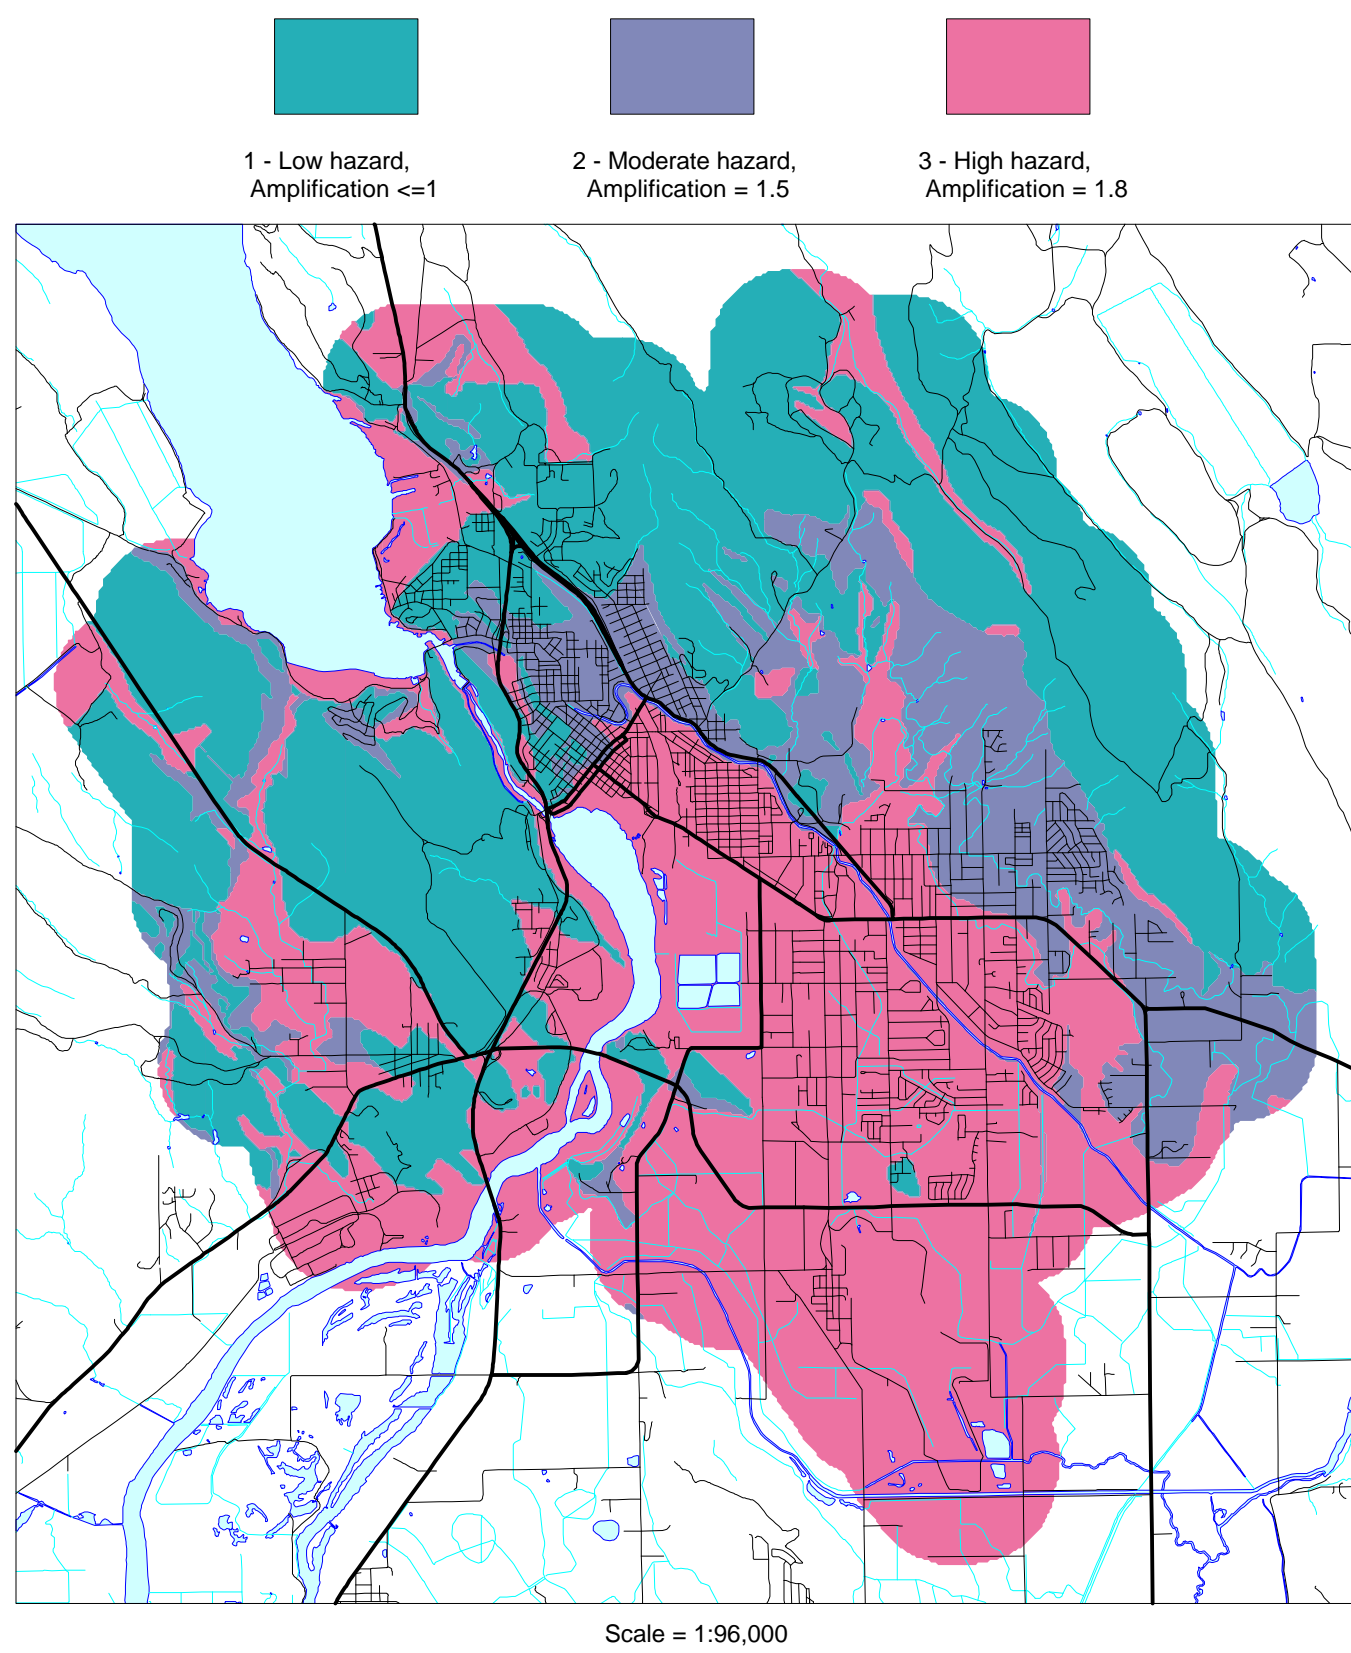 1 - Low hazard,
Amplification <=1
2 - Moderate hazard,
Amplification = 1.5
3 - High hazard,
Amplification = 1.8
Scale = 1:96,000